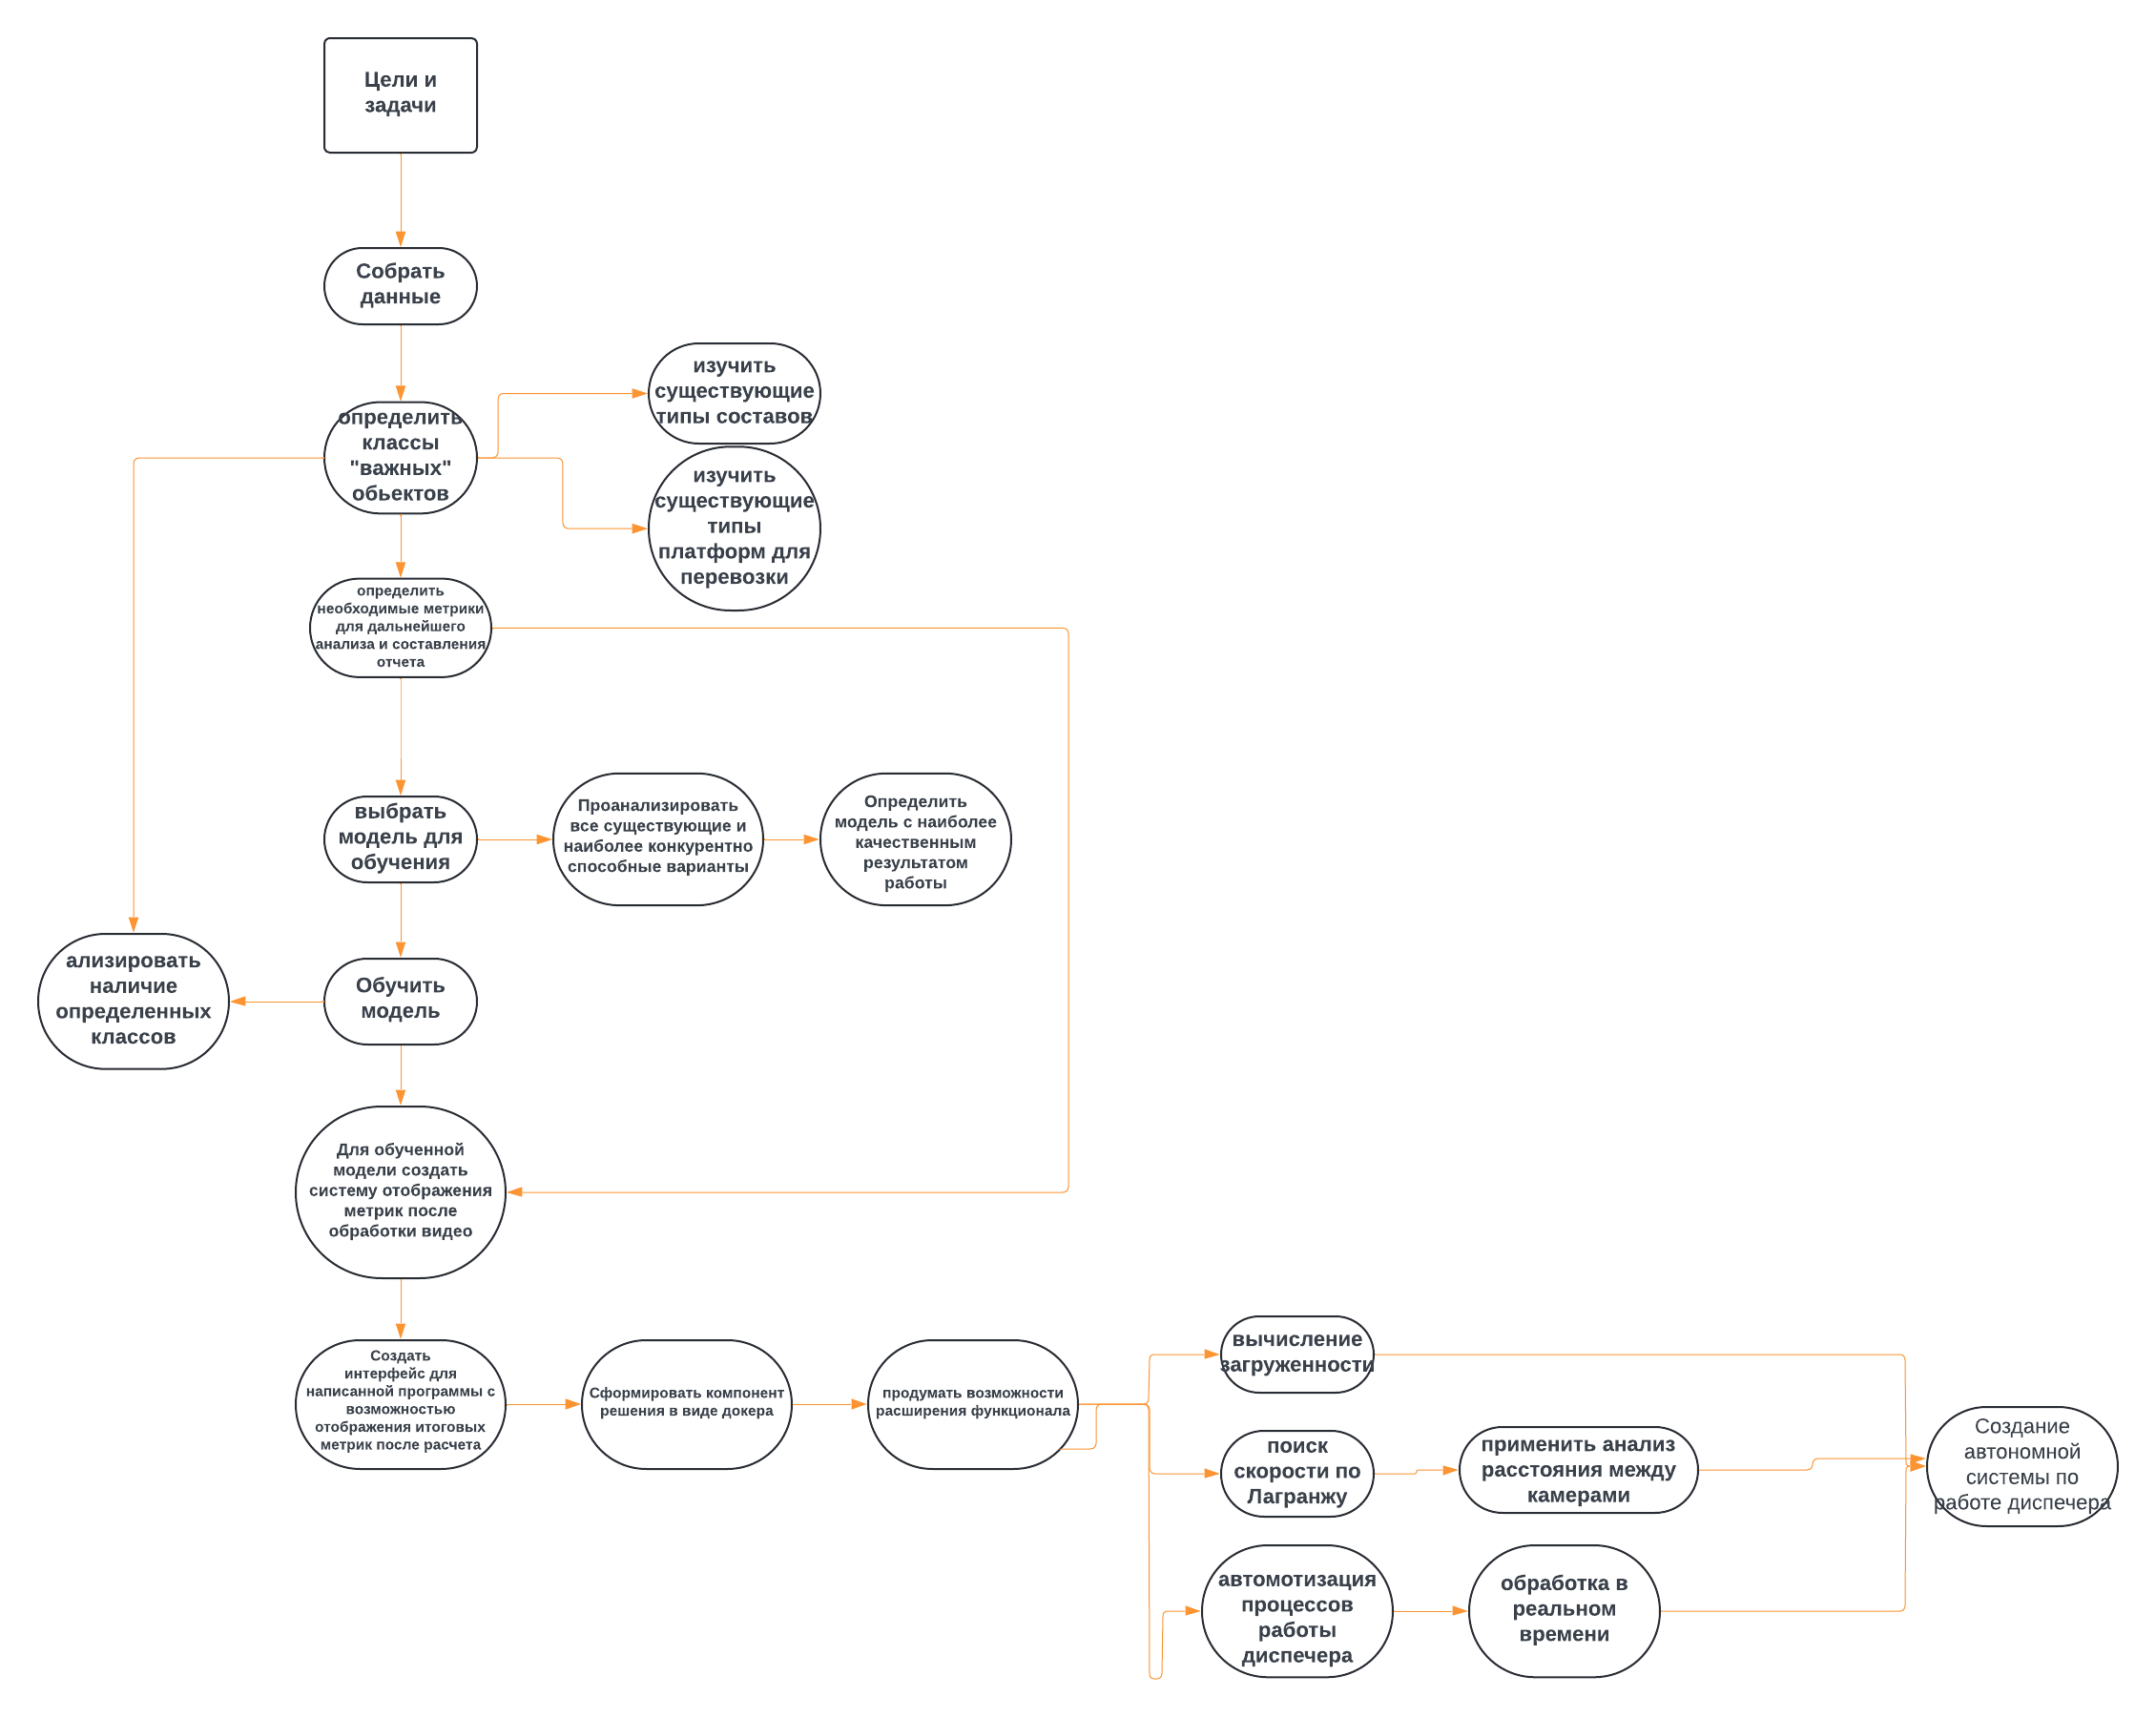 Цели и
задачи
Собрать
данные
определить
классы
"важных"
обьектов
изучить
существующие
типы составов
изучить
существующие
типы
платформ для
перевозки
определить
необходимые метрики
для дальнейшего
анализа и составления
отчета
выбрать
модель для
обучения
Проанализировать
все существующие и
наиболее конкурентно
способные варианты
Определить
модель с наиболее
качественным
результатом
работы
ализировать
наличие
определенных
классов
Обучить
модель
Для обученной
модели создать
систему отображения
метрик после
обработки видео
Создать
интерфейс для
написанной программы с
возможностью
отображения итоговых
метрик после расчета
Сформировать компонент
решения в виде докера
продумать возможности
расширения функционала
вычисление
загруженности
поиск
скорости по
Лагранжу
применить анализ
расстояния между
камерами
автомотизация
процессов
работы
диспечера
обработка в
реальном
времени
Создание
автономной
системы по
работе диспечера